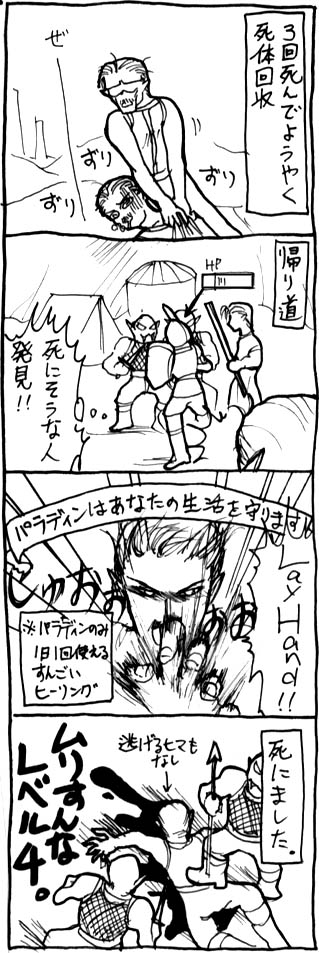 3回死んでようやく
死体回収
ぜ
ずり
ずり
ずり
帰り道
HP
死にそうな人
発見!!
パラディンはあなたの生活を守ります
Lay Hand!!
しゅおぉ
おぉ
※パラディンのみ
1日1回使える
すんごい
ヒーリング
死にました。
逃げるヒマも
なし
ムリすんな
レベル4。